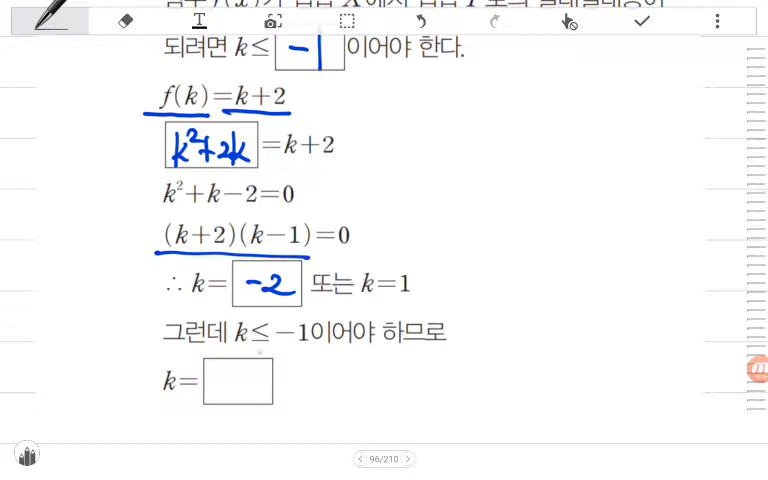 되려면 k≤ -1 이어야 한다.
f(k)=k+2
k²+2k =k+2
k²+k-2=0
(k+2)(k-1)=0
∴ k= -2 또는 k=1
그런데 k≤-1이어야 하므로
k=
96/210